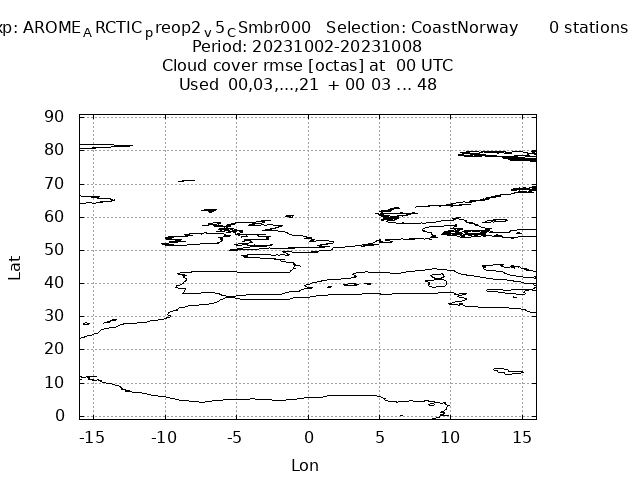 xp: AROME_A RCTIC_p reop2_v 5_C Smbr000 Selection: CoastNorway 0 stations
Period: 20231002-20231008
Cloud cover rmse [octas] at 00 UTC
Used 00,03,...,21 + 00 03 ... 48
90
80
70
60
50
40
30
20
10
0
Lat
-15 -10 -5 0 5 10 15
Lon